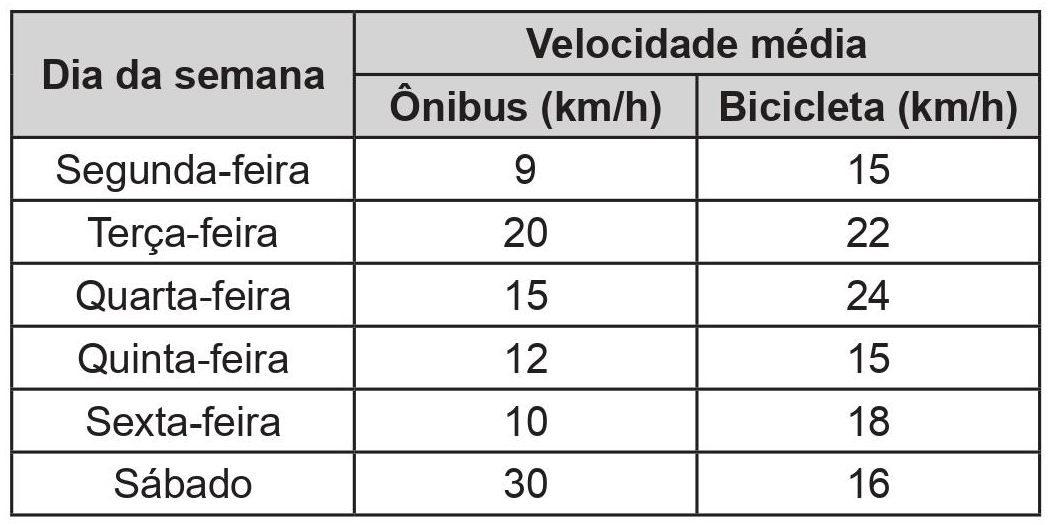 Dia da semana
Velocidade média
Ônibus (km/h) Bicicleta (km/h)
Segunda-feira 9 15
Terça-feira 20 22
Quarta-feira 15 24
Quinta-feira 12 15
Sexta-feira 10 18
Sábado 30 16